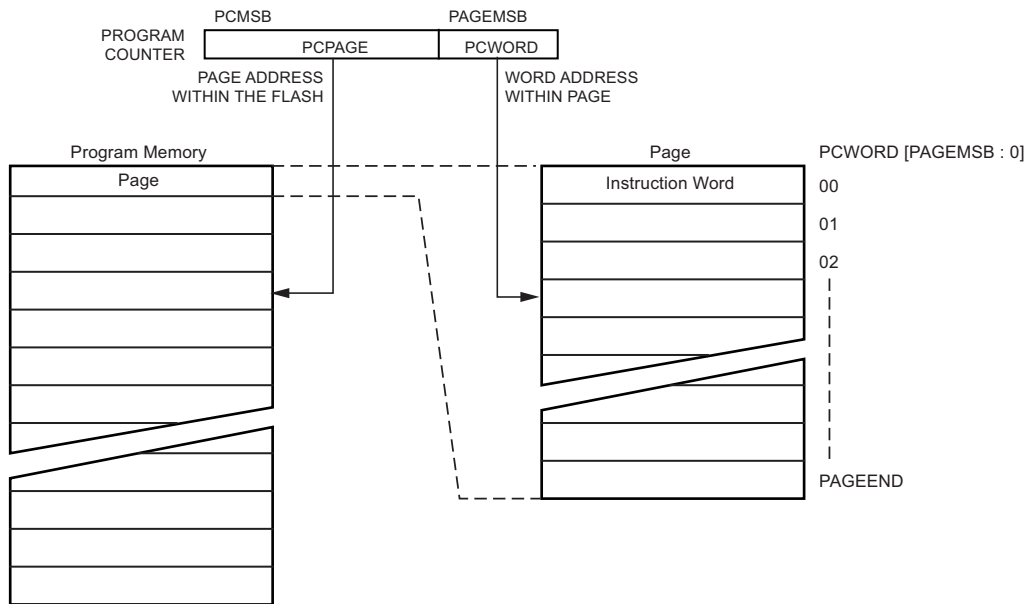 PCMSB PAGEMSB
PROGRAM
COUNTER
PCPAGE PCWORD
PAGE ADDRESS
WITHIN THE FLASH
WORD ADDRESS
WITHIN PAGE
Program Memory
Page
Page
Instruction Word
PCWORD [PAGEMSB : 0]
00
01
02
PAGEEND